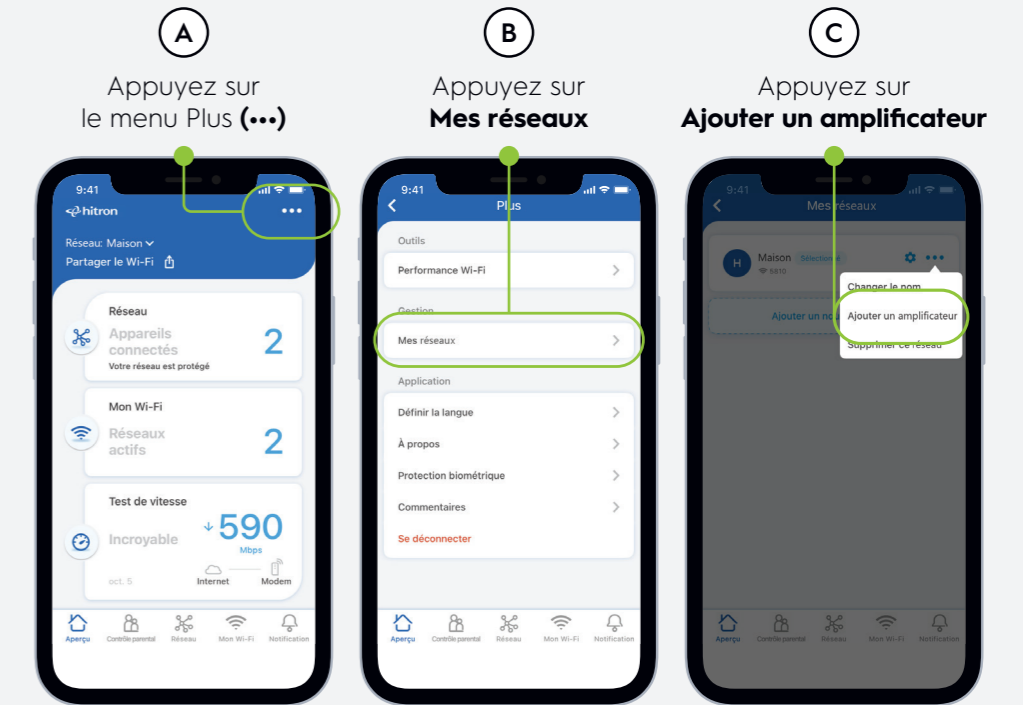 A
Appuyez sur
le menu Plus (•••)
9:41
hitron
•••
Réseau: Maison
Partager le Wi-Fi
Réseau
Appareils
connectés
2
Votre réseau est protégé
Mon Wi-Fi
Réseaux
actifs
2
Test de vitesse
Incroyable
590
Mbps
oct. 5
Internet
Modem
Aperçu
Contrôle parental
Réseau
Mon Wi-Fi
Notification
B
Appuyez sur
Mes réseaux
9:41
Plus
Outils
Performance Wi-Fi
Gestion
Mes réseaux
Application
Définir la langue
À propos
Protection biométrique
Commentaires
Se déconnecter
Aperçu
Contrôle parental
Réseau
Mon Wi-Fi
Notification
C
Appuyez sur
Ajouter un amplificateur
9:41
Mes réseaux
H
Maison
•••
Changer le nom
Ajouter un
Ajouter un amplificateur
Supprimer ce réseau
Aperçu
Contrôle parental
Réseau
Mon Wi-Fi
Notification